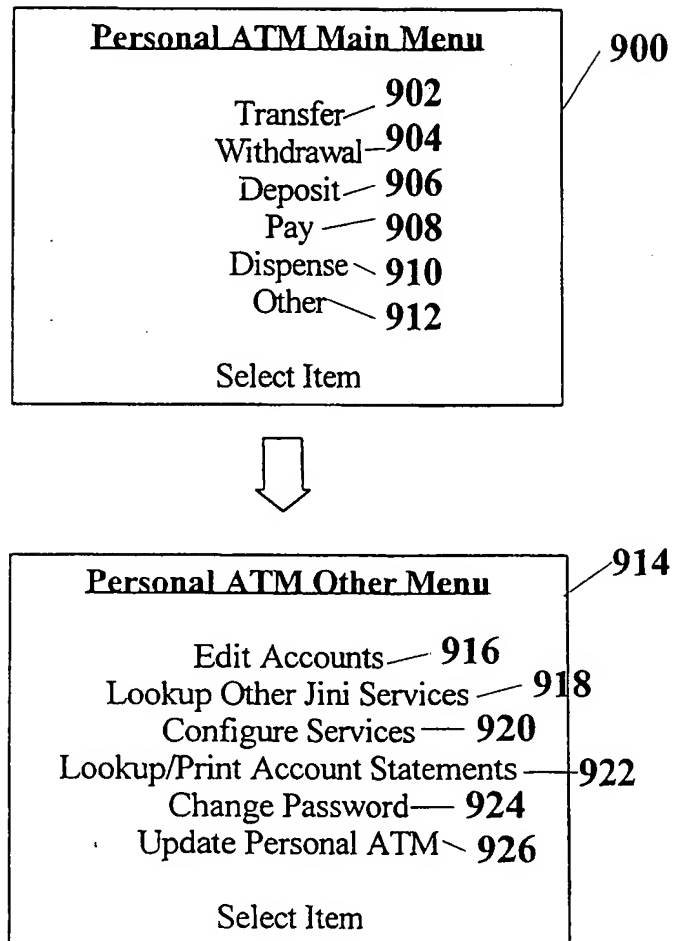 Personal ATM Main Menu
900
Transfer 902
Withdrawal 904
Deposit 906
Pay 908
Dispense 910
Other 912
Select Item
Personal ATM Other Menu
914
Edit Accounts 916
Lookup Other Jini Services 918
Configure Services 920
Lookup/Print Account Statements 922
Change Password 924
Update Personal ATM 926
Select Item